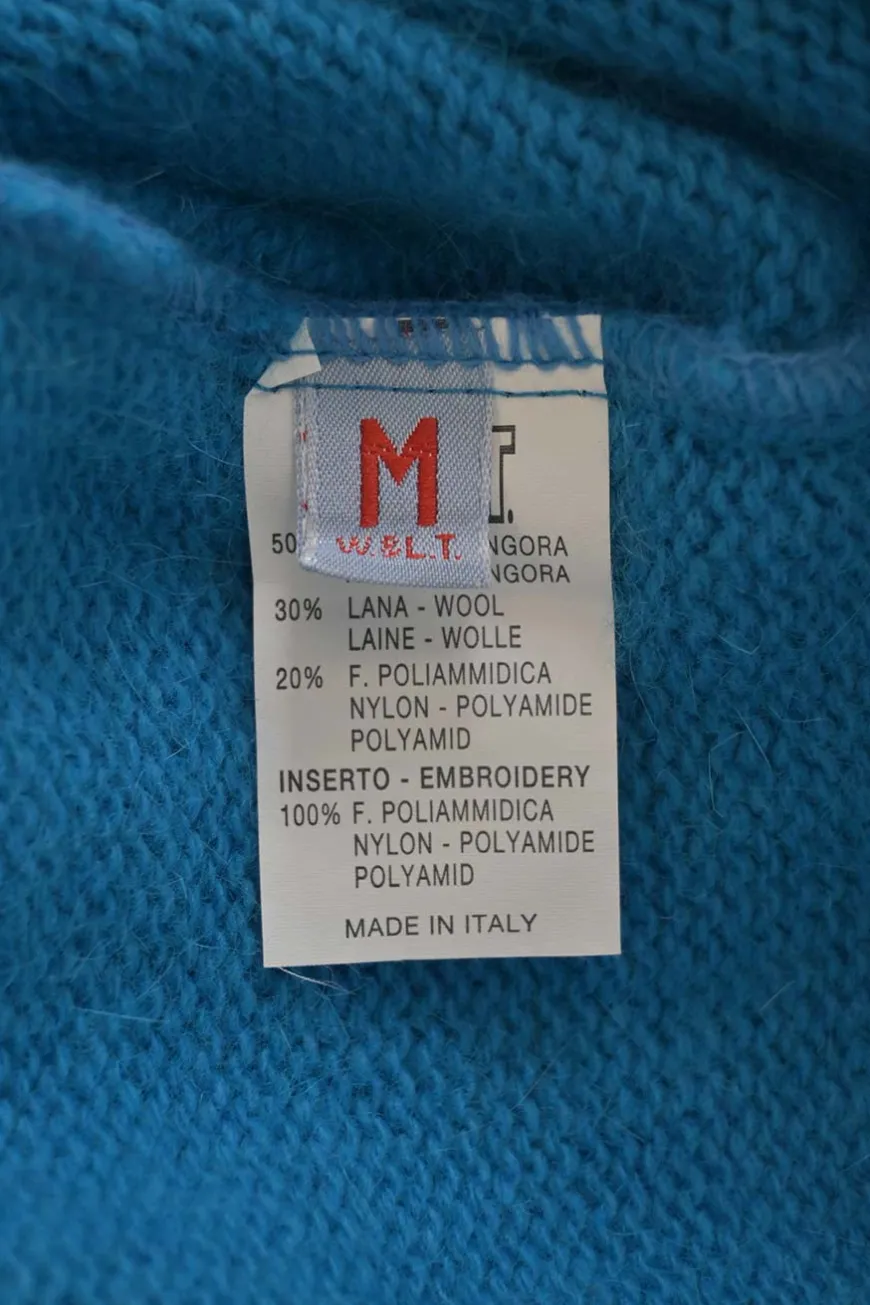 M
W.&L.T.
T.
50
NGORA
NGORA
30% LANA - WOOL
LAINE - WOLLE
20% F. POLIAMMIDICA
NYLON - POLYAMIDE
POLYAMID
INSERTO - EMBROIDERY
100% F. POLIAMMIDICA
NYLON - POLYAMIDE
POLYAMID
MADE IN ITALY